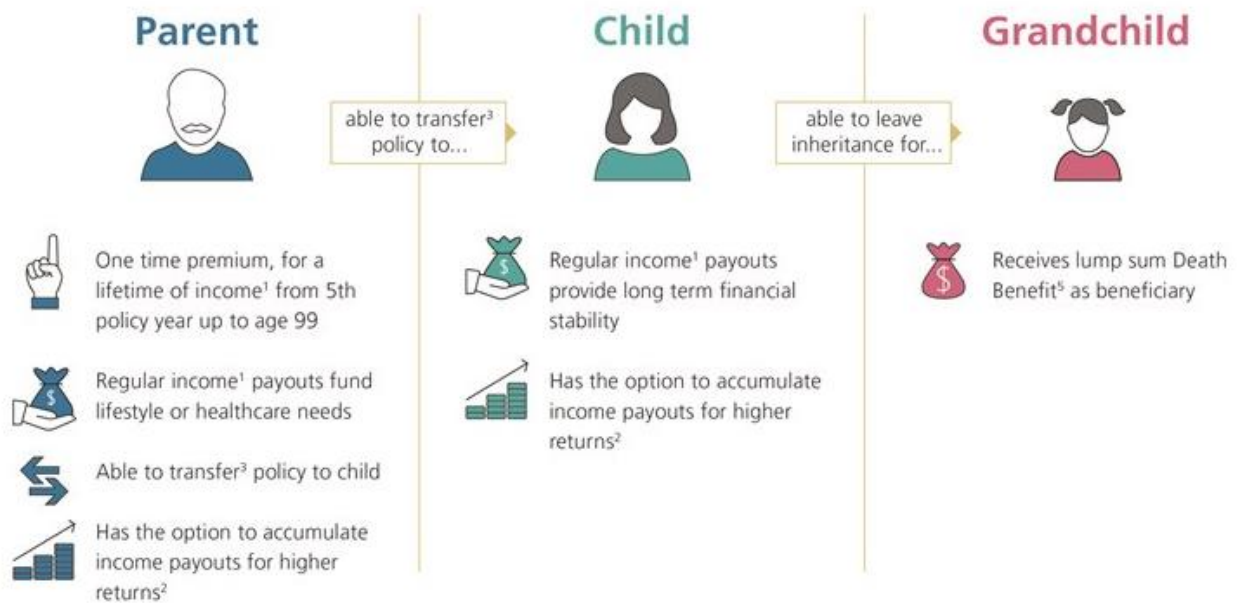 Parent
able to transfer³
policy to...
Child
able to leave
inheritance for...
Grandchild
One time premium, for a
lifetime of income¹ from 5th
policy year up to age 99
$
Regular income¹ payouts fund
lifestyle or healthcare needs
Able to transfer³ policy to child
Has the option to accumulate
income payouts for higher
returns²
$
Regular income¹ payouts
provide long term financial
stability
Has the option to accumulate
income payouts for higher
returns²
$
Receives lump sum Death
Benefit⁵ as beneficiary